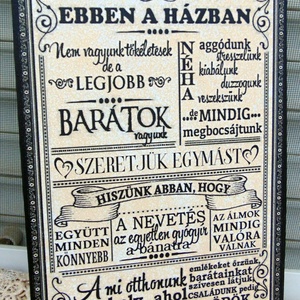 EBBEN A HÁZBAN
Nem vagyunk tökéletesek
de a
LEGJOBB
BARÁTOK
vagyunk
NÉHA
aggódunk
stresszelünk
kiabálunk
duzzogunk
veszekszünk
...de MINDIG
megbocsájtunk
SZERETJÜK EGYMÁST
HISZÜNK ABBAN, HOGY
EGYÜTT
MINDEN
KÖNNYEBB
A NEVETÉS
az egyetlen gyógyír
a bánatra
AZ ÁLMOK
MINDIG
VALÓRA
VÁLNAK
A mi otthonunk
ahol
emlékeket őrzünk,
barátainkat
szívesen látjuk,
CSALÁDUNK PEDIG